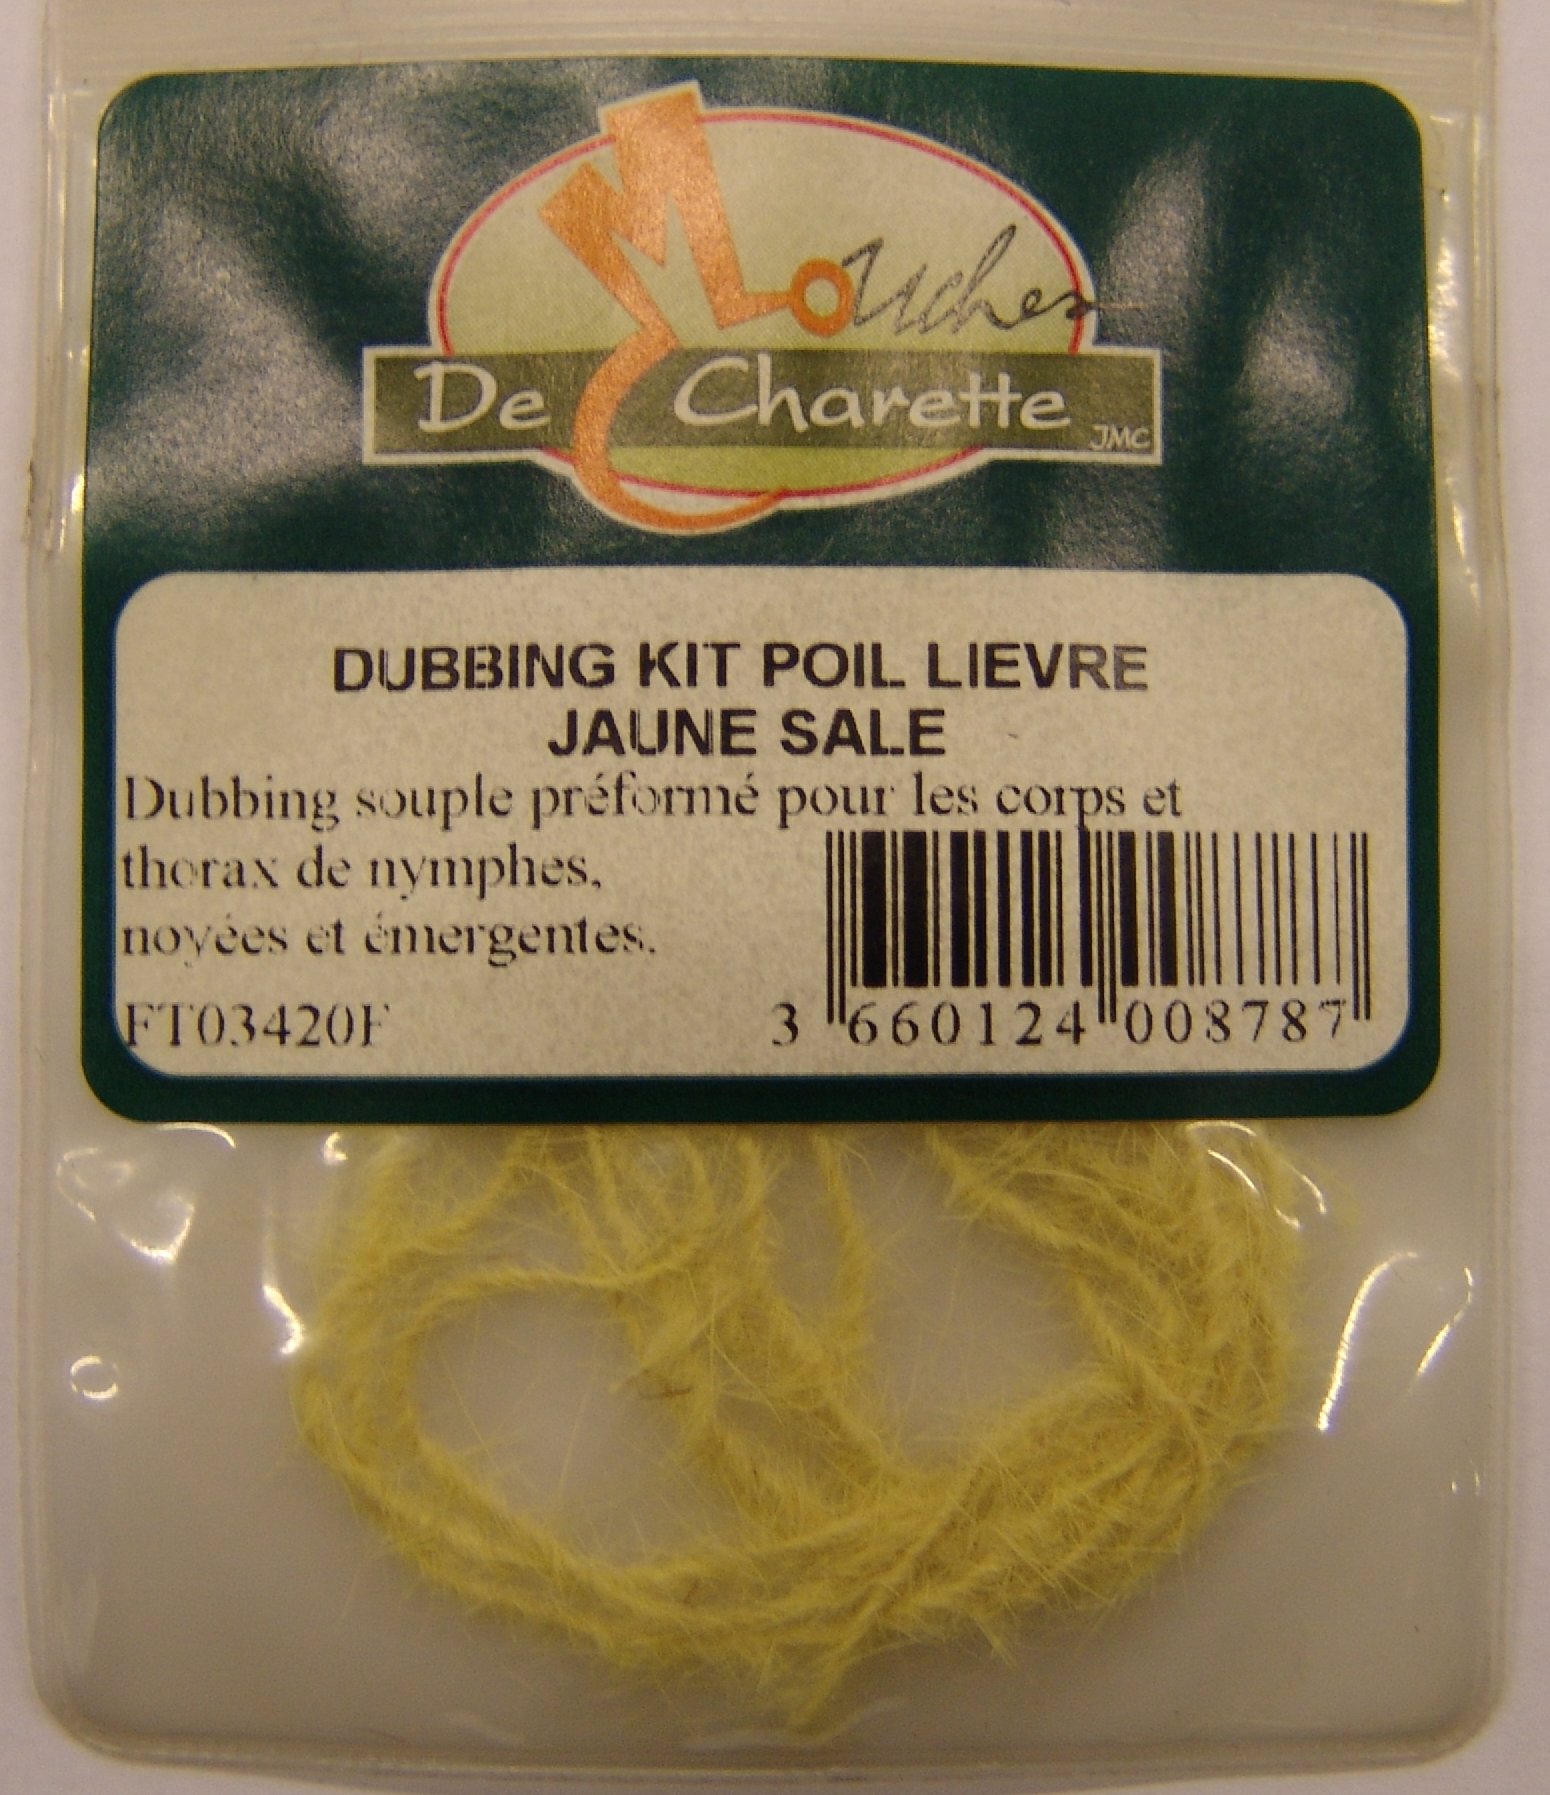 Mouches
De Charette
JMC
DUBBING KIT POIL LIEVRE
JAUNE SALE
Dubbing souple préformé pour les corps et
thorax de nymphes,
noyées et émergentes.
FT03420F
3 660124 008787